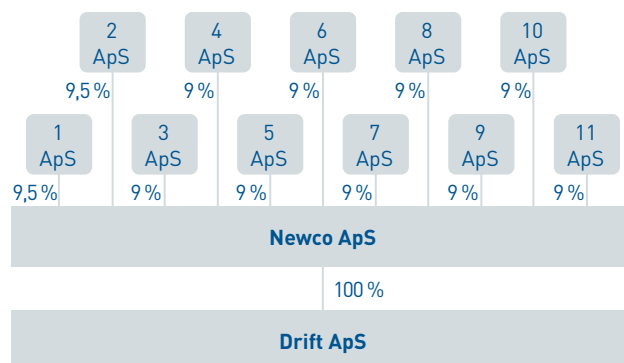 2
ApS
4
ApS
6
ApS
8
ApS
10
ApS
9,5 %
9 %
9 %
9 %
9 %
1
ApS
3
ApS
5
ApS
7
ApS
9
ApS
11
ApS
9,5 %
9 %
9 %
9 %
9 %
9 %
Newco ApS
100 %
Drift ApS